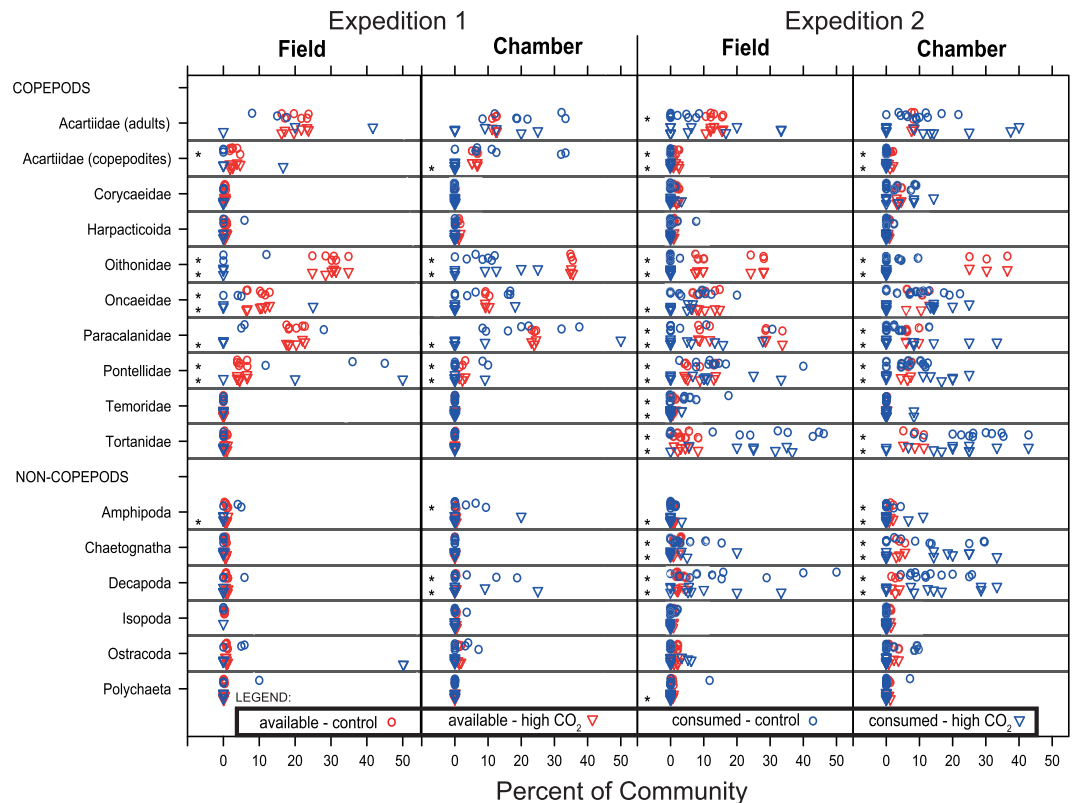 Expedition 1
Expedition 2
Field
Chamber
Field
Chamber
COPEPODS
Acartiidae (adults)
*
Acartiidae (copepodites)
* * *
* * *
Corycaeidae
Harpacticoida
Oithonidae
* * * *
* * * *
Oncaeidae
*
* *
Paracalanidae
* *
* * * *
Pontellidae
* * * *
* * * *
Temoridae
*
*
Tortanidae
* *
* *
NON-COPEPODS
Amphipoda
* *
* * *
Chaetognatha
* *
* *
Decapoda
* * *
* * *
Isopoda
Ostracoda
Polychaeta
*
LEGEND:
available - control
available - high CO2
consumed - control
consumed - high CO2
0 10 20 30 40 50 0 10 20 30 40 50 0 10 20 30 40 50 0 10 20 30 40 50
Percent of Community